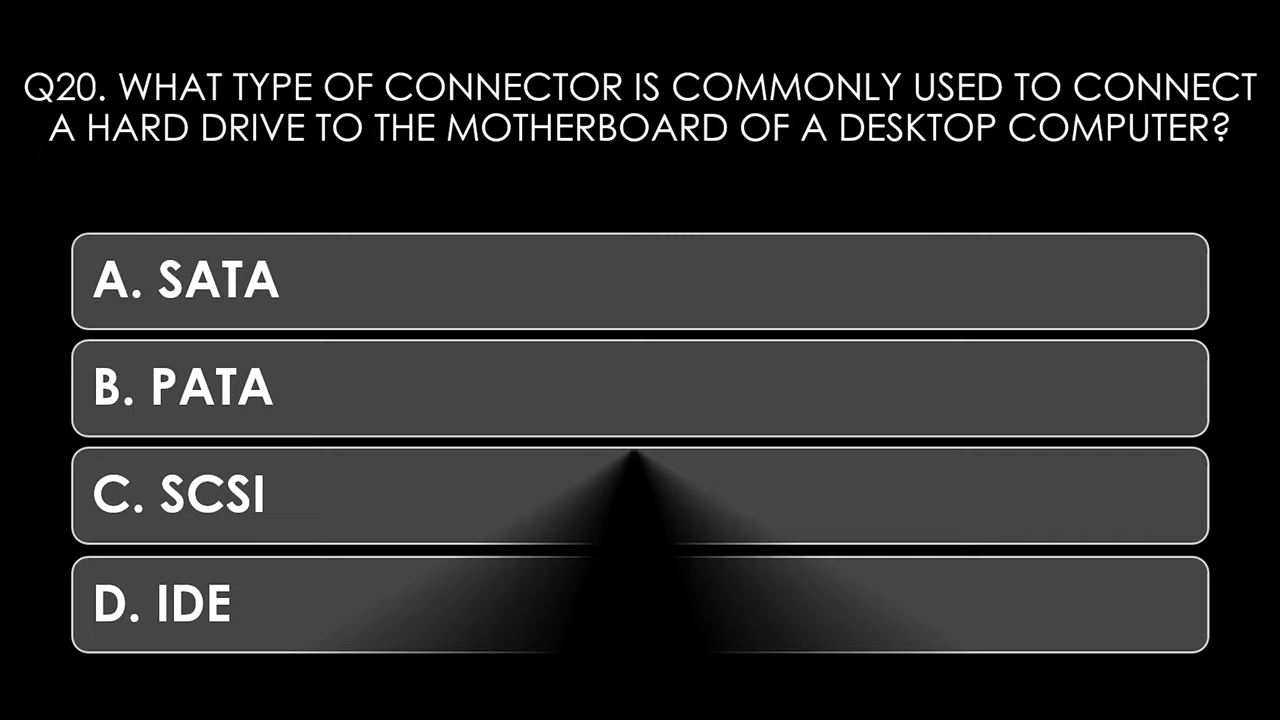 Q20. WHAT TYPE OF CONNECTOR IS COMMONLY USED TO CONNECT
A HARD DRIVE TO THE MOTHERBOARD OF A DESKTOP COMPUTER?
A. SATA
B. PATA
C. SCSI
D. IDE